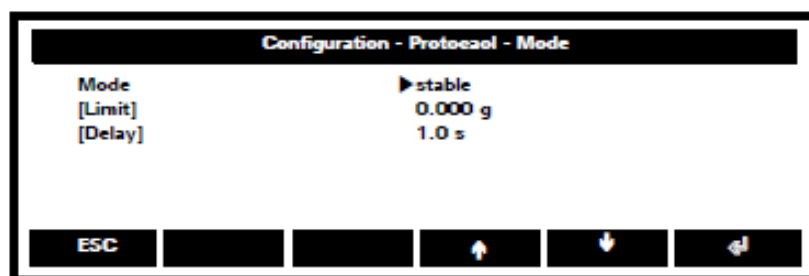 Configuration - Protoeaol - Mode
Mode ▶stable
[Limit] 0.000 g
[Delay] 1.0 s
ESC ↑ ↓ ↵